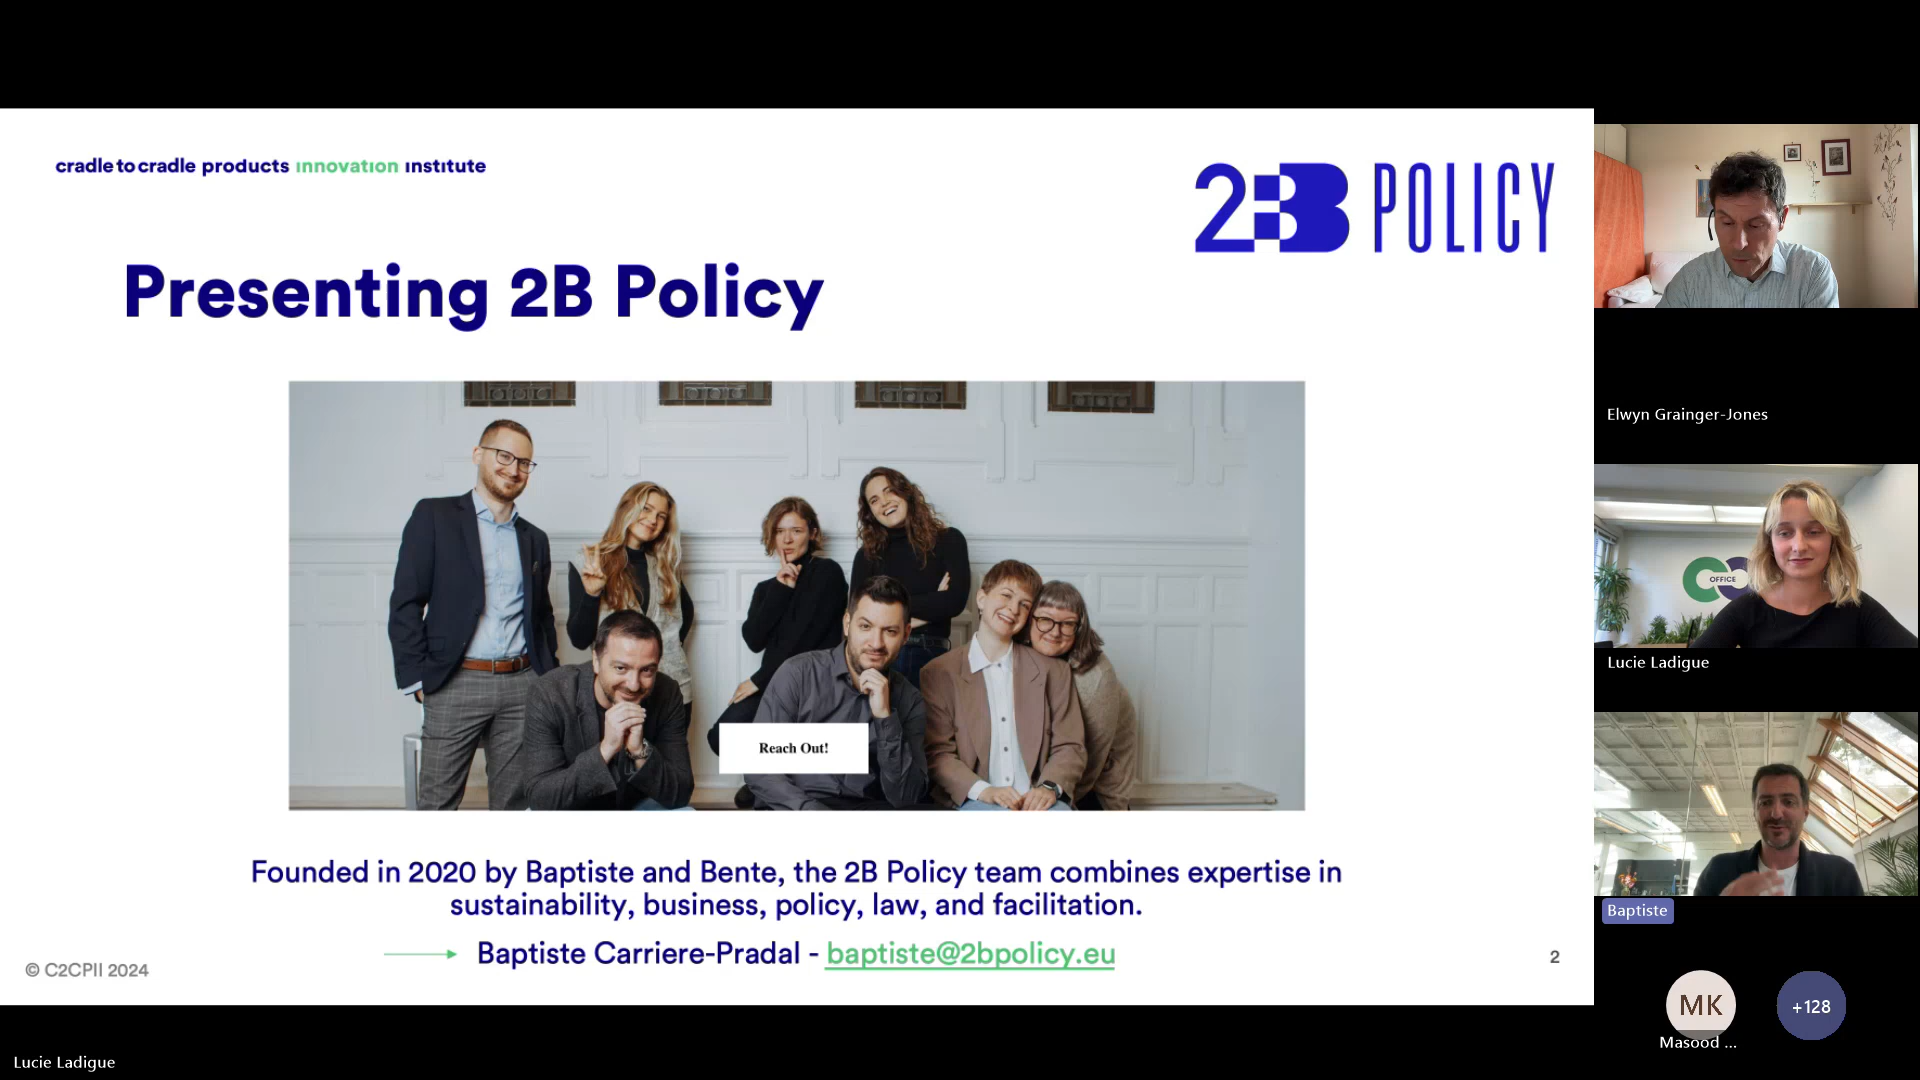 cradle to cradle products innovation institute
2B POLICY
Presenting 2B Policy
Reach Out!
Founded in 2020 by Baptiste and Bente, the 2B Policy team combines expertise in
sustainability, business, policy, law, and facilitation.
Baptiste Carriere-Pradal - baptiste@2bpolicy.eu
© C2CPII 2024
2
Elwyn Grainger-Jones
OFFICE
Lucie Ladigue
Baptiste
MK
+128
Masood ...
Lucie Ladigue